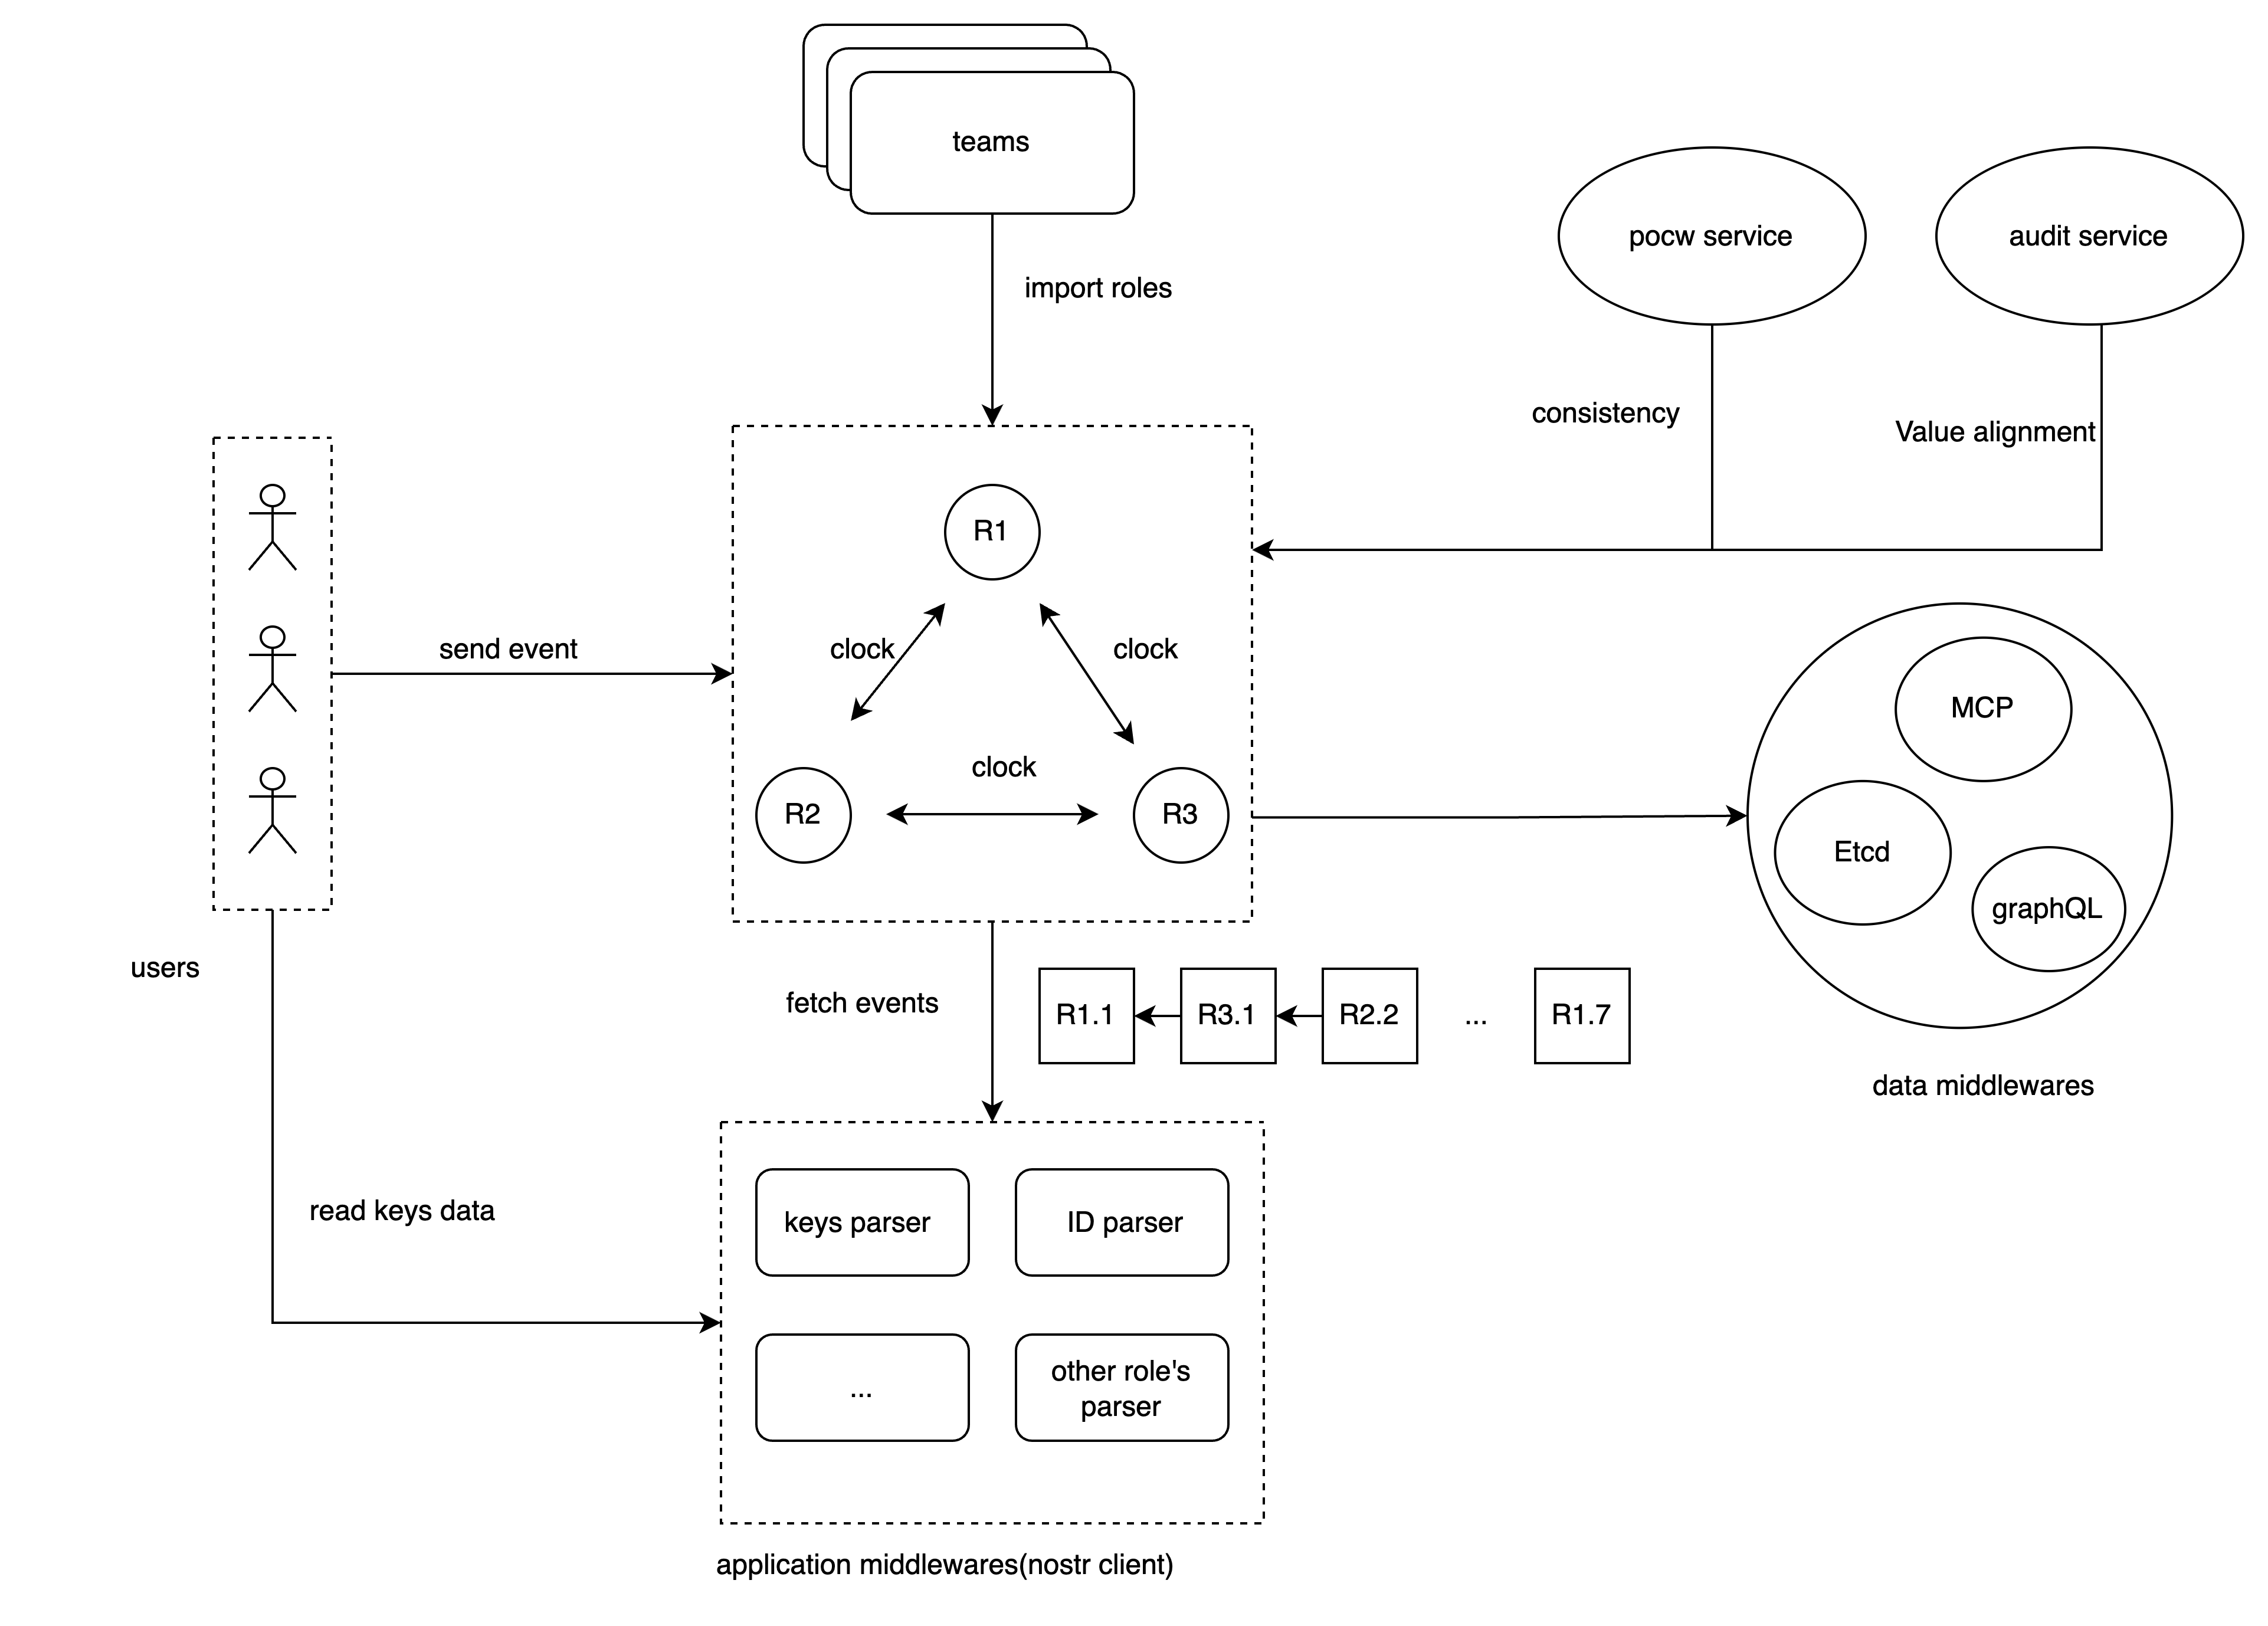 teams
import roles
pocw service
audit service
consistency
Value alignment
R1
clock
clock
clock
R2
R3
send event
users
MCP
Etcd
graphQL
data middlewares
fetch events
R1.1
R3.1
R2.2
...
R1.7
read keys data
keys parser
ID parser
...
other role's
parser
application middlewares(nostr client)